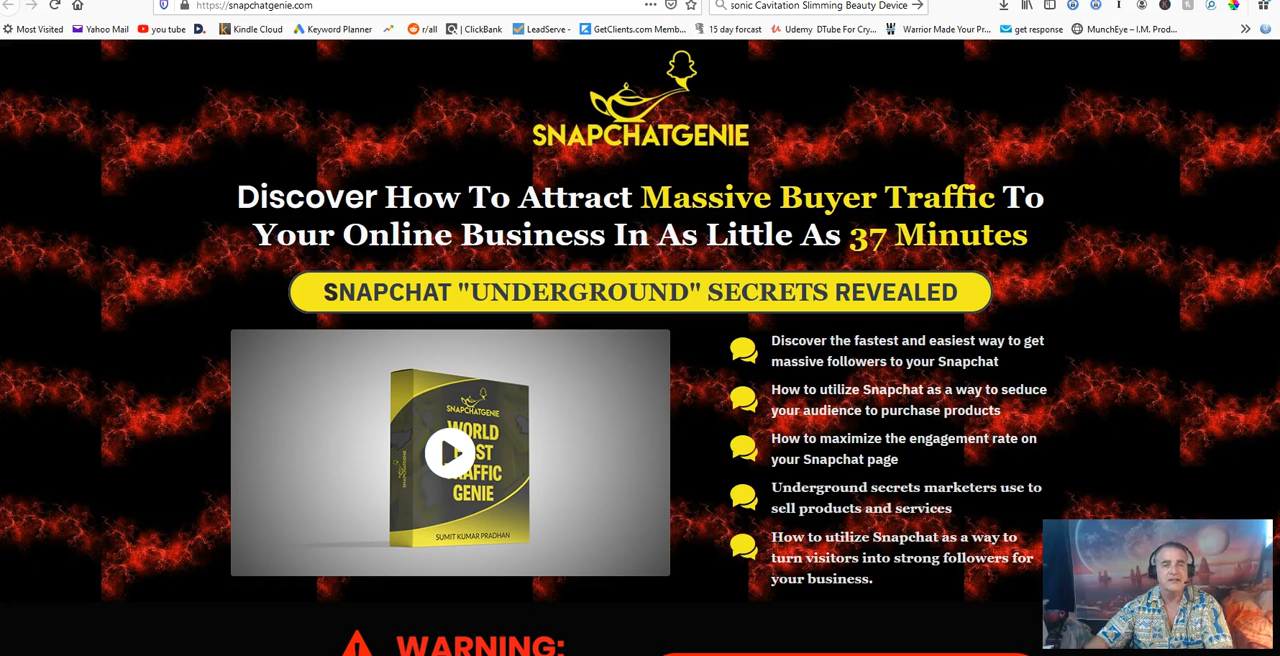 https://snapchatgenie.com
sonic Cavitation Slimming Beauty Device
Most Visited
Yahoo Mail
you tube
D.
Kindle Cloud
Keyword Planner
r/all
ClickBank
LeadServe -
GetClients.com Memb...
15 day forcast
Udemy DTube For Cry...
Warrior Made Your Pr...
get response
MunchEye – I.M. Prod...
SNAPCHATGENIE
Discover How To Attract Massive Buyer Traffic To
Your Online Business In As Little As 37 Minutes
SNAPCHAT "UNDERGROUND" SECRETS REVEALED
Discover the fastest and easiest way to get
massive followers to your Snapchat
How to utilize Snapchat as a way to seduce
your audience to purchase products
How to maximize the engagement rate on
your Snapchat page
Underground secrets marketers use to
sell products and services
How to utilize Snapchat as a way to
turn visitors into strong followers for
your business.
SNAPCHATGENIE
WORLD
GENIE
SUMIT KUMAR PRADHAN
WARNING: